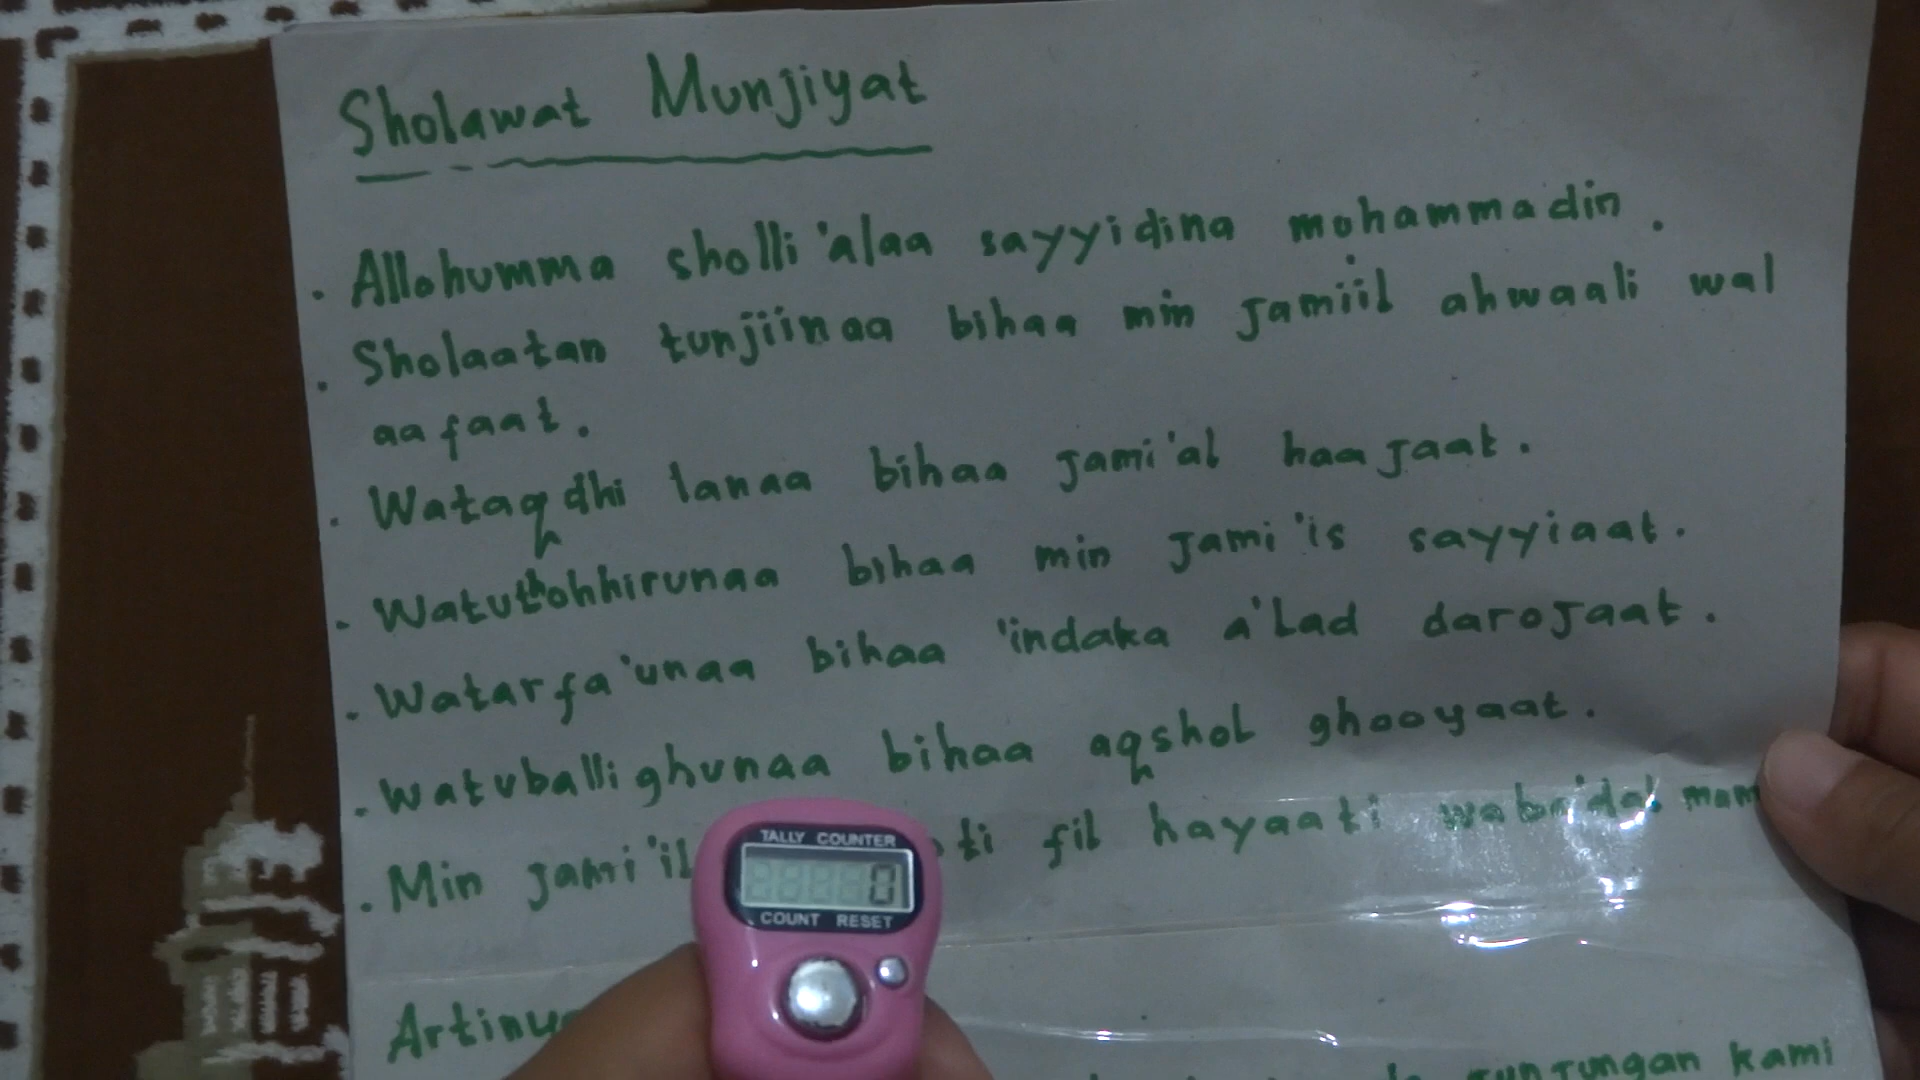 Sholawat Munjiyat
. Allohumma sholli 'alaa sayyidina mohammadin.
. Sholaatan tunjiinaa bihaa min jamiil ahwaali wal
aafaat.
. Wataqdhi lanaa bihaa jami'al haajaat.
. Watuthohhirunaa bihaa min jami'is sayyiaat.
. Watarfa'unaa bihaa 'indaka a'lad darojaat.
. Watuballighunaa bihaa aqshol ghooyaat.
. Min jami'il fil hayaati
TALLY COUNTER
0
COUNT RESET
kami